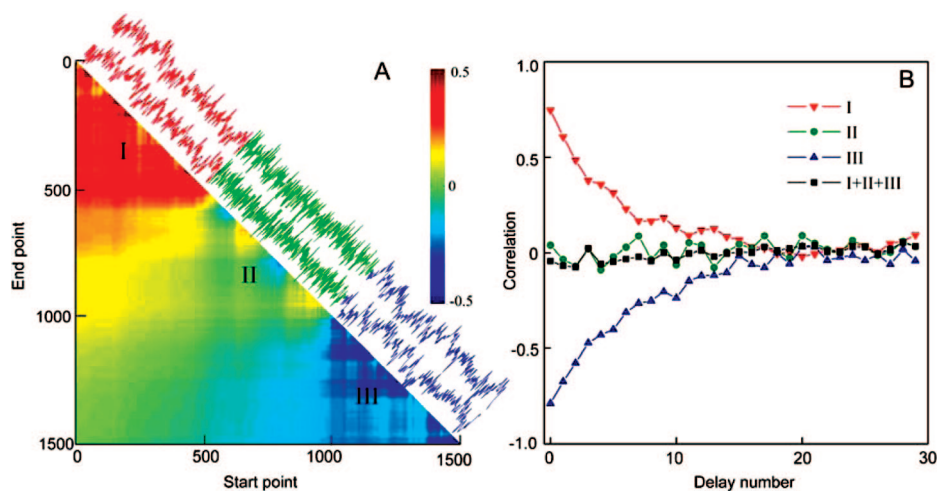 A
0
500
1000
1500
End point
0
500
1000
1500
Start point
I
II
III
0.5
0
-0.5
B
1.0
0.5
0
-0.5
-1.0
Correlation
0
10
20
30
Delay number
I
II
III
I+II+III